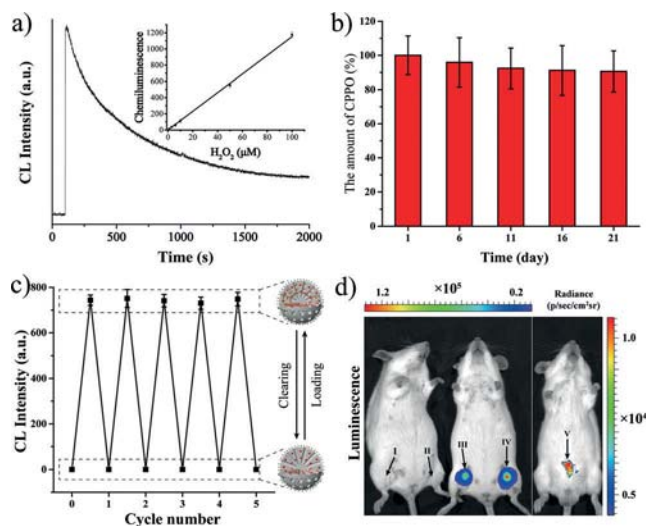 a)
CL Intensity (a.u.)
0
500
1000
1500
2000
Time (s)
Chemiluminescence
1200
1000
800
600
400
200
0
0
20
40
60
80
100
H₂O₂ (μM)
b)
The amount of CPPO (%)
120
100
80
60
40
20
0
1
6
11
16
21
Time (day)
c)
CL Intensity (a.u.)
800
600
400
200
0
0
1
2
3
4
5
Cycle number
Clearing
Loading
d)
1.2
×10⁵
0.2
Radiance
(p/sec/cm²sr)
Luminescence
I
II
III
IV
V
1.0
×10⁴
0.5